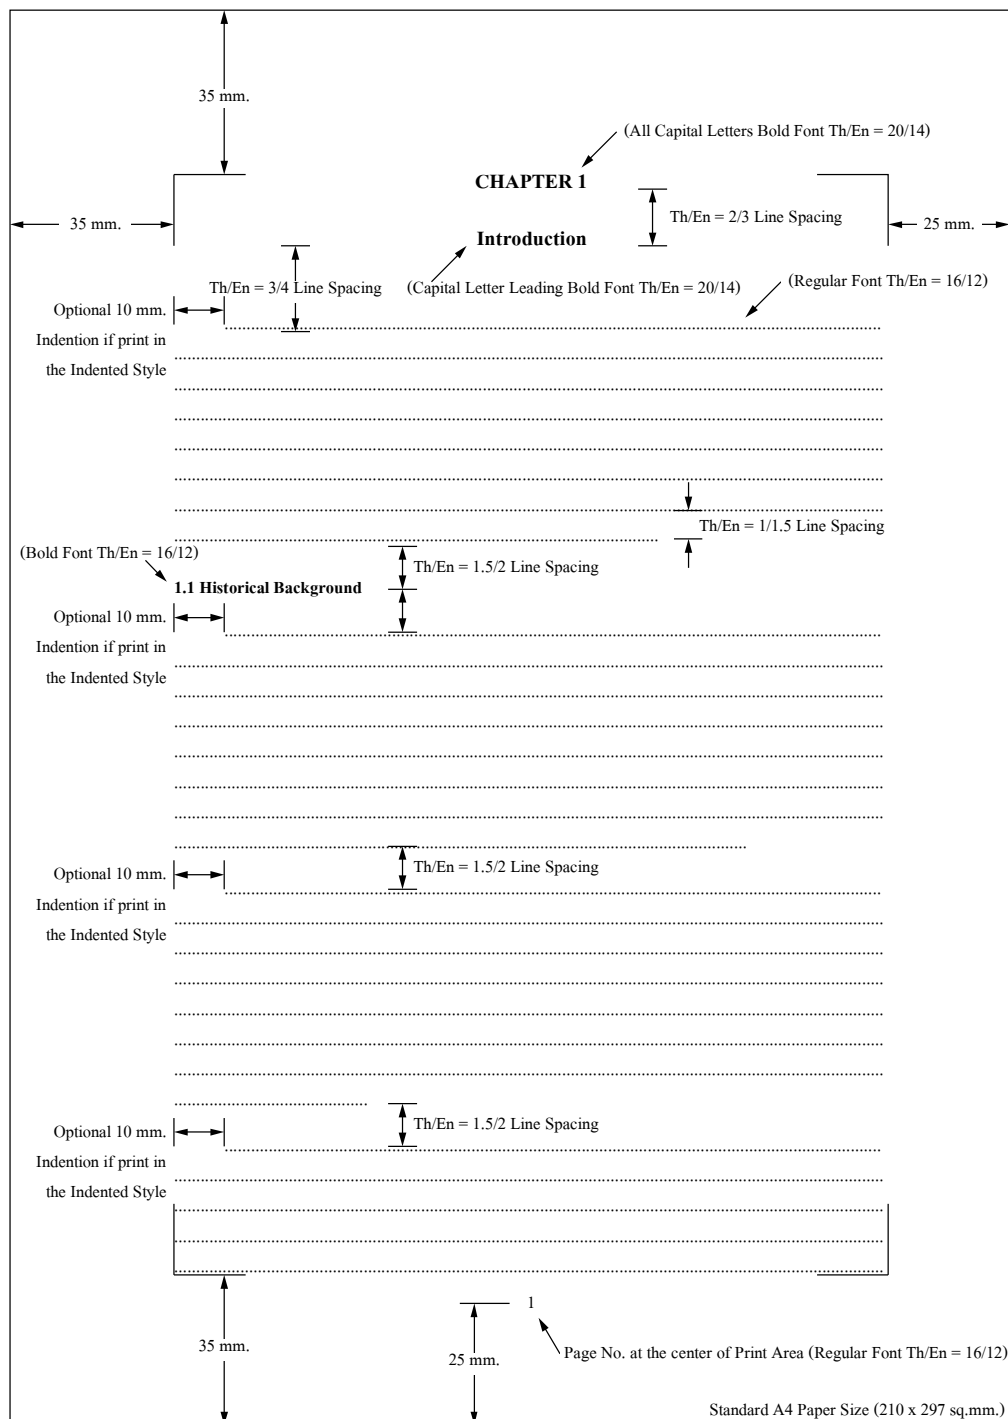 35 mm.
(All Capital Letters Bold Font Th/En = 20/14)
CHAPTER 1
35 mm.
Th/En = 2/3 Line Spacing
25 mm.
Introduction
Th/En = 3/4 Line Spacing
(Capital Letter Leading Bold Font Th/En = 20/14)
(Regular Font Th/En = 16/12)
Optional 10 mm.
Indention if print in
the Indented Style
Th/En = 1/1.5 Line Spacing
(Bold Font Th/En = 16/12)
Th/En = 1.5/2 Line Spacing
1.1 Historical Background
Optional 10 mm.
Indention if print in
the Indented Style
Th/En = 1.5/2 Line Spacing
Optional 10 mm.
Indention if print in
the Indented Style
Th/En = 1.5/2 Line Spacing
Optional 10 mm.
Indention if print in
the Indented Style
1
35 mm.
25 mm.
Page No. at the center of Print Area (Regular Font Th/En = 16/12)
Standard A4 Paper Size (210 x 297 sq.mm.)